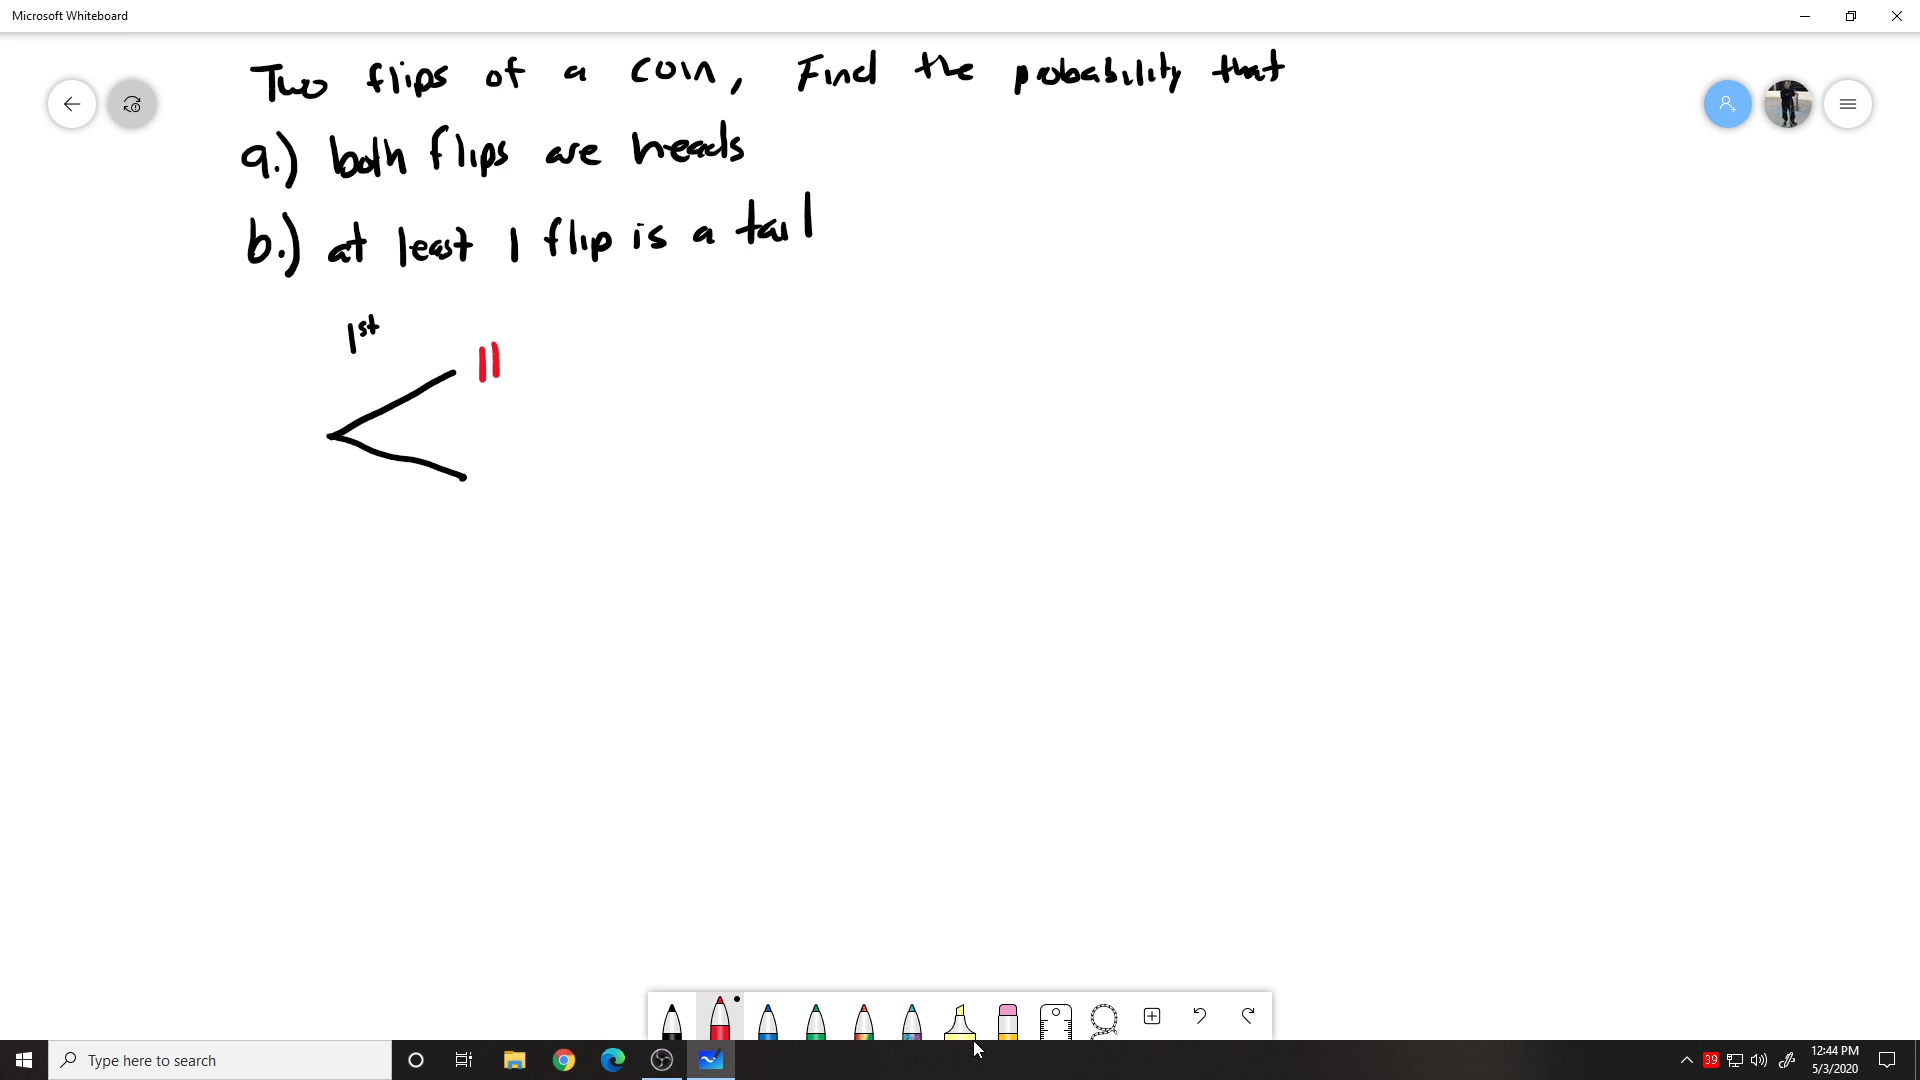 Microsoft Whiteboard
Two flips of a coin, Find the probability that
a.) both flips are heads
b.) at least 1 flip is a tail
1st
Type here to search
39
12:44 PM
5/3/2020